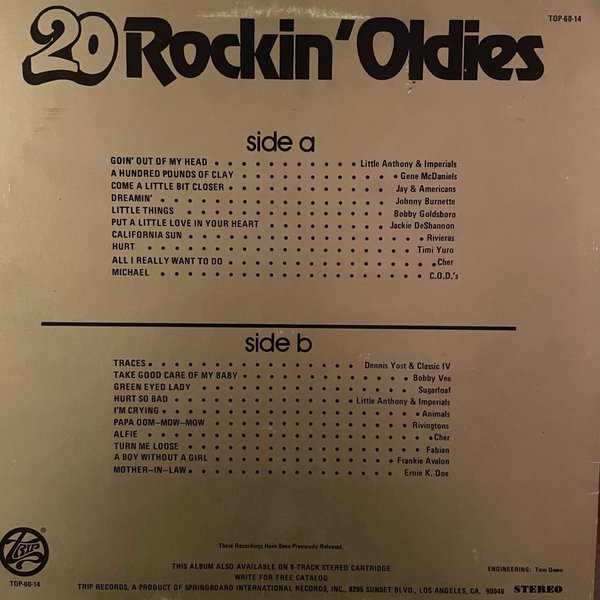 TOP-60-14
20 Rockin' Oldies
side a
GOIN' OUT OF MY HEAD . . . . . . . . . . . Little Anthony & Imperials
A HUNDRED POUNDS OF CLAY . . . . . . . . . . . . Gene McDaniels
COME A LITTLE BIT CLOSER . . . . . . . . . . . . Jay & Americans
DREAMIN' . . . . . . . . . . . . . . . . . Johnny Burnette
LITTLE THINGS . . . . . . . . . . . . . . . Bobby Goldsboro
PUT A LITTLE LOVE IN YOUR HEART . . . . . . . . . Jackie DeShannon
CALIFORNIA SUN . . . . . . . . . . . . . . . . . Rivieras
HURT . . . . . . . . . . . . . . . . . . . . Timi Yuro
ALL I REALLY WANT TO DO . . . . . . . . . . . . . . . Cher
MICHAEL . . . . . . . . . . . . . . . . . . . C.O.D.'s
side b
TRACES . . . . . . . . . . . . . . . Dennis Yost & Classic IV
TAKE GOOD CARE OF MY BABY . . . . . . . . . . . . Bobby Vee
GREEN EYED LADY . . . . . . . . . . . . . . . . Sugarloaf
HURT SO BAD . . . . . . . . . . . . . Little Anthony & Imperials
I'M CRYING . . . . . . . . . . . . . . . . . . Animals
PAPA OOM-MOW-MOW . . . . . . . . . . . . . . . Rivingtons
ALFIE . . . . . . . . . . . . . . . . . . . . . Cher
TURN ME LOOSE . . . . . . . . . . . . . . . . . Fabian
A BOY WITHOUT A GIRL . . . . . . . . . . . . . Frankie Avalon
MOTHER-IN-LAW . . . . . . . . . . . . . . . . Ernie K. Doe
These Recordings Have Been Previously Released.
TRIP ®
THIS ALBUM ALSO AVAILABLE ON 8-TRACK STEREO CARTRIDGE
ENGINEERING: Tom Owen
WRITE FOR FREE CATALOG
TOP-60-14
TRIP RECORDS, A PRODUCT OF SPRINGBOARD INTERNATIONAL RECORDS, INC., 8295 SUNSET BLVD., LOS ANGELES, CA. 90046
STEREO